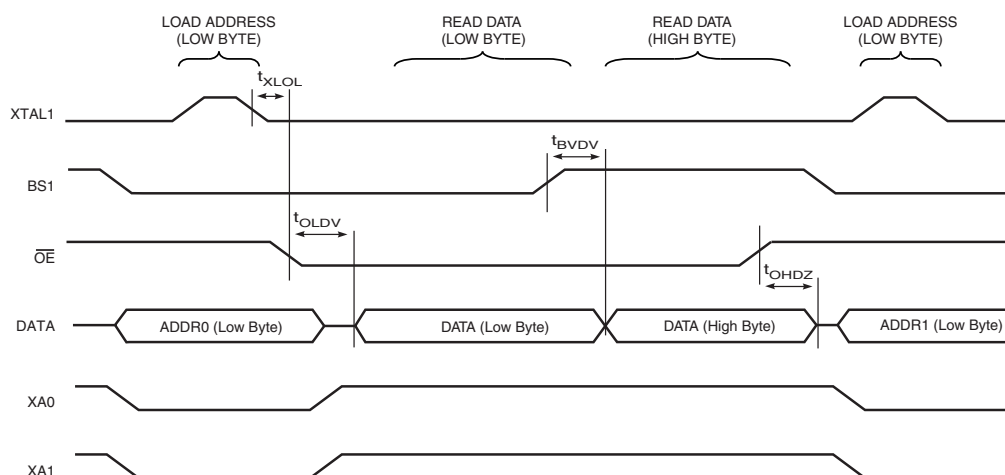 LOAD ADDRESS
(LOW BYTE)
READ DATA
(LOW BYTE)
READ DATA
(HIGH BYTE)
LOAD ADDRESS
(LOW BYTE)
tXLOL
XTAL1
tBVDV
BS1
tOLDV
OE
tOHDZ
DATA
ADDR0 (Low Byte)
DATA (Low Byte)
DATA (High Byte)
ADDR1 (Low Byte)
XA0
XA1